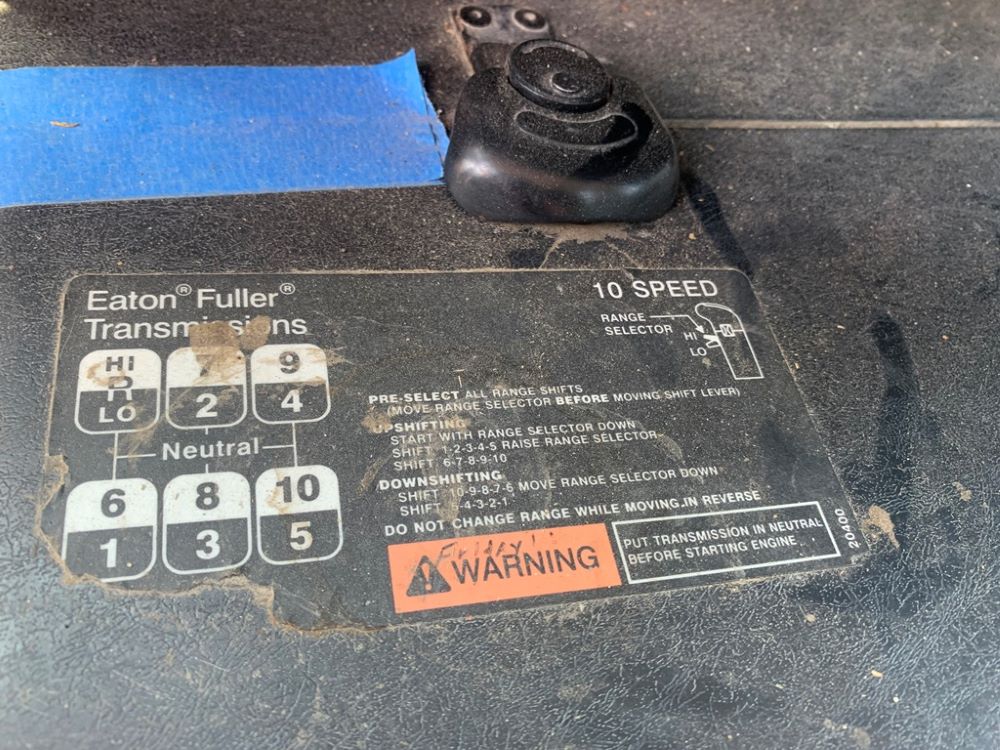 Eaton® Fuller®
Transmissions
10 SPEED
RANGE
SELECTOR
HI
LO
HI 7 9
R
LO 2 4
Neutral
6 8 10
1 3 5
PRE-SELECT ALL RANGE SHIFTS
(MOVE RANGE SELECTOR BEFORE MOVING SHIFT LEVER)
UPSHIFTING
START WITH RANGE SELECTOR DOWN
SHIFT 1-2-3-4-5 RAISE RANGE SELECTOR
SHIFT 6-7-8-9-10
DOWNSHIFTING
SHIFT 10-9-8-7-6 MOVE RANGE SELECTOR DOWN
-4-3-2-1
DO NOT CHANGE RANGE WHILE MOVING IN REVERSE
WARNING
PUT TRANSMISSION IN NEUTRAL
BEFORE STARTING ENGINE
20400